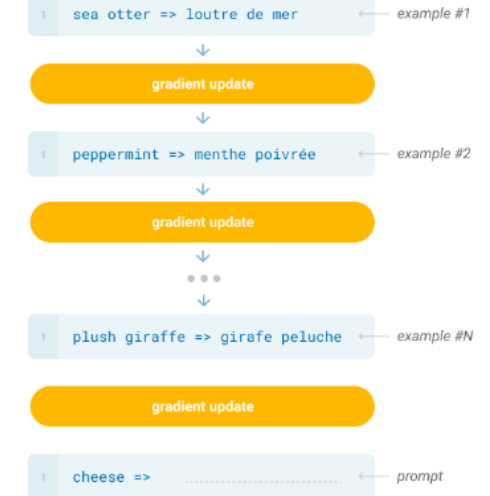 1 sea otter => loutre de mer example #1
gradient update
1 peppermint => menthe poivrée example #2
gradient update
1 plush giraffe => girafe peluche example #N
gradient update
1 cheese => prompt